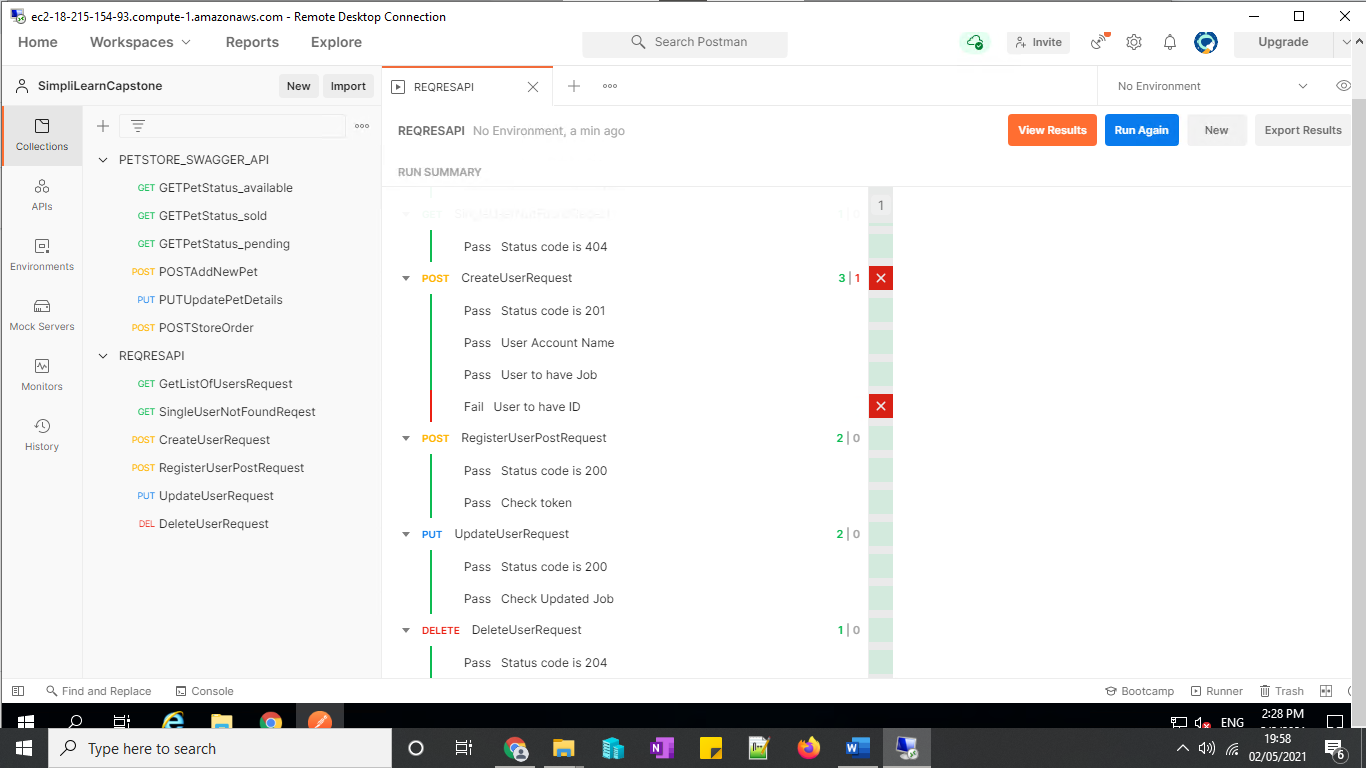 ec2-18-215-154-93.compute-1.amazonaws.com - Remote Desktop Connection
Home Workspaces Reports Explore Search Postman Invite Upgrade
SimpliLearnCapstone New Import REQRESAPI No Environment
Collections
APIs
Environments
Mock Servers
Monitors
History
PETSTORE_SWAGGER_API
GET GETPetStatus_available
GET GETPetStatus_sold
GET GETPetStatus_pending
POST POSTAddNewPet
PUT PUTUpdatePetDetails
POST POSTStoreOrder
REQRESAPI
GET GetListOfUsersRequest
GET SingleUserNotFoundReqest
POST CreateUserRequest
POST RegisterUserPostRequest
PUT UpdateUserRequest
DEL DeleteUserRequest
REQRESAPI No Environment, a min ago View Results Run Again New Export Results
RUN SUMMARY
1
Pass Status code is 404
POST CreateUserRequest 3 | 1
Pass Status code is 201
Pass User Account Name
Pass User to have Job
Fail User to have ID
POST RegisterUserPostRequest 2 | 0
Pass Status code is 200
Pass Check token
PUT UpdateUserRequest 2 | 0
Pass Status code is 200
Pass Check Updated Job
DELETE DeleteUserRequest 1 | 0
Pass Status code is 204
Find and Replace Console Bootcamp Runner Trash
ENG 2:28 PM
Type here to search
19:58
02/05/2021
6